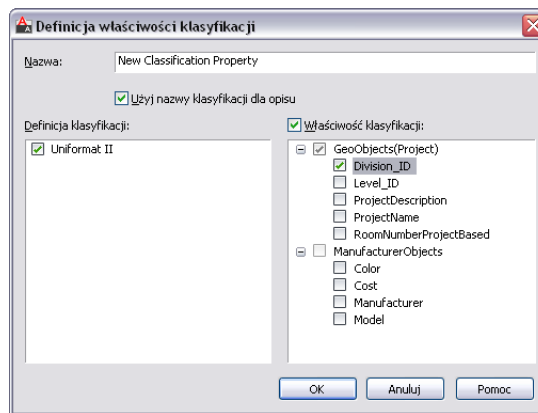 Definicja właściwości klasyfikacji
Nazwa:
New Classification Property
Użyj nazwy klasyfikacji dla opisu
Definicja klasyfikacji:
Uniformat II
Właściwość klasyfikacji:
GeoObjects(Project)
Division_ID
Level_ID
ProjectDescription
ProjectName
RoomNumberProjectBased
ManufacturerObjects
Color
Cost
Manufacturer
Model
OK
Anuluj
Pomoc